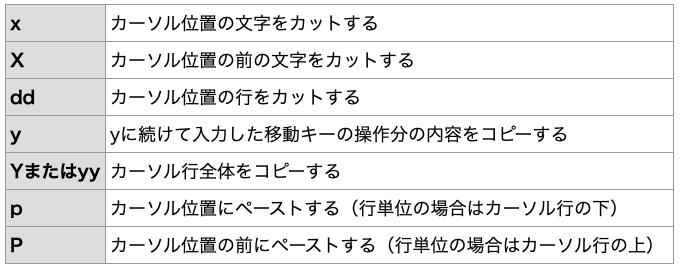 x カーソル位置の文字をカットする
X カーソル位置の前の文字をカットする
dd カーソル位置の行をカットする
y yに続けて入力した移動キーの操作分の内容をコピーする
Yまたはyy カーソル行全体をコピーする
p カーソル位置にペーストする（行単位の場合はカーソル行の下）
P カーソル位置の前にペーストする（行単位の場合はカーソル行の上）